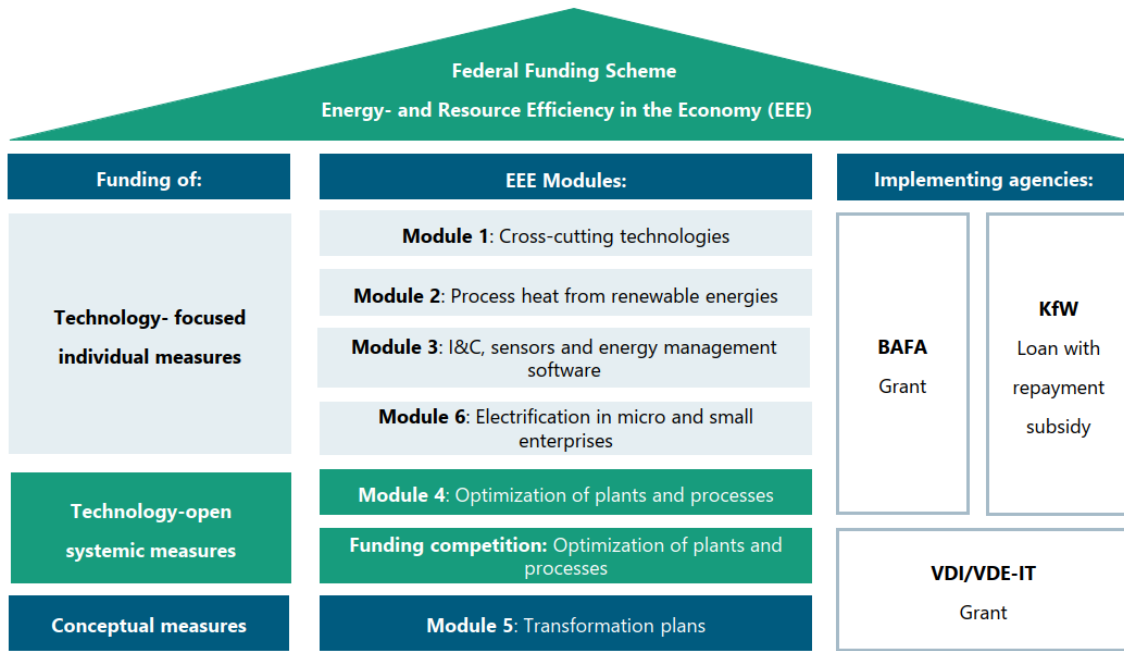 Federal Funding Scheme
Energy- and Resource Efficiency in the Economy (EEE)
Funding of:
EEE Modules:
Implementing agencies:
Technology- focused
individual measures
Module 1: Cross-cutting technologies
Module 2: Process heat from renewable energies
Module 3: I&C, sensors and energy management
software
Module 6: Electrification in micro and small
enterprises
BAFA
Grant
KfW
Loan with
repayment
subsidy
Technology-open
systemic measures
Module 4: Optimization of plants and processes
Funding competition: Optimization of plants and
processes
VDI/VDE-IT
Grant
Conceptual measures
Module 5: Transformation plans